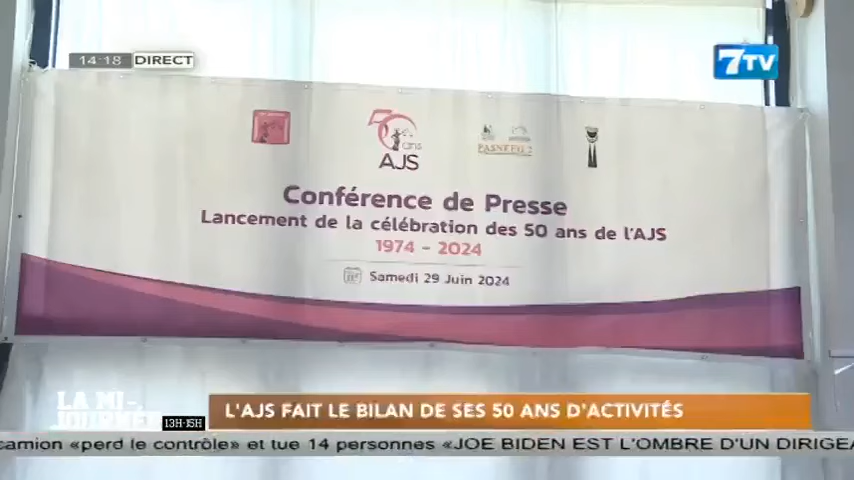 14:18 DIRECT
7TV
50 ans
AJS
Conférence de Presse
Lancement de la célébration des 50 ans de l'AJS
1974 - 2024
Samedi 29 Juin 2024
LA MI-
JOURNÉE 13H-15H
L'AJS FAIT LE BILAN DE SES 50 ANS D'ACTIVITÉS
camion «perd le contrôle» et tue 14 personnes «JOE BIDEN EST L'OMBRE D'UN DIRIGEA